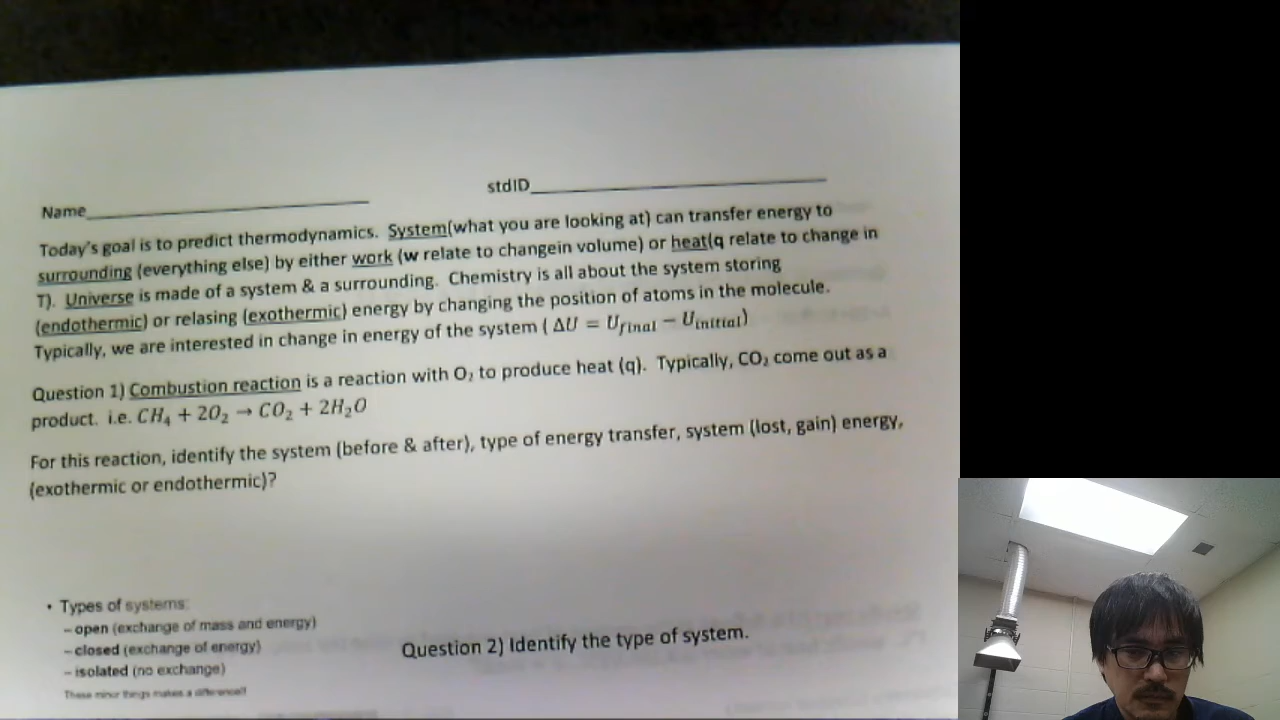 Name____________________ stdID____________________
Today's goal is to predict thermodynamics. System(what you are looking at) can transfer energy to
surrounding (everything else) by either work (w relate to changein volume) or heat(q relate to change in
T). Universe is made of a system & a surrounding. Chemistry is all about the system storing
(endothermic) or relasing (exothermic) energy by changing the position of atoms in the molecule.
Typically, we are interested in change in energy of the system ( ΔU = U_final − U_initial)
Question 1) Combustion reaction is a reaction with O₂ to produce heat (q). Typically, CO₂ come out as a
product. i.e. CH₄ + 2O₂ → CO₂ + 2H₂O
For this reaction, identify the system (before & after), type of energy transfer, system (lost, gain) energy,
(exothermic or endothermic)?
• Types of systems:
– open (exchange of mass and energy)
– closed (exchange of energy)
– isolated (no exchange)
These minor things makes a difference!!
Question 2) Identify the type of system.